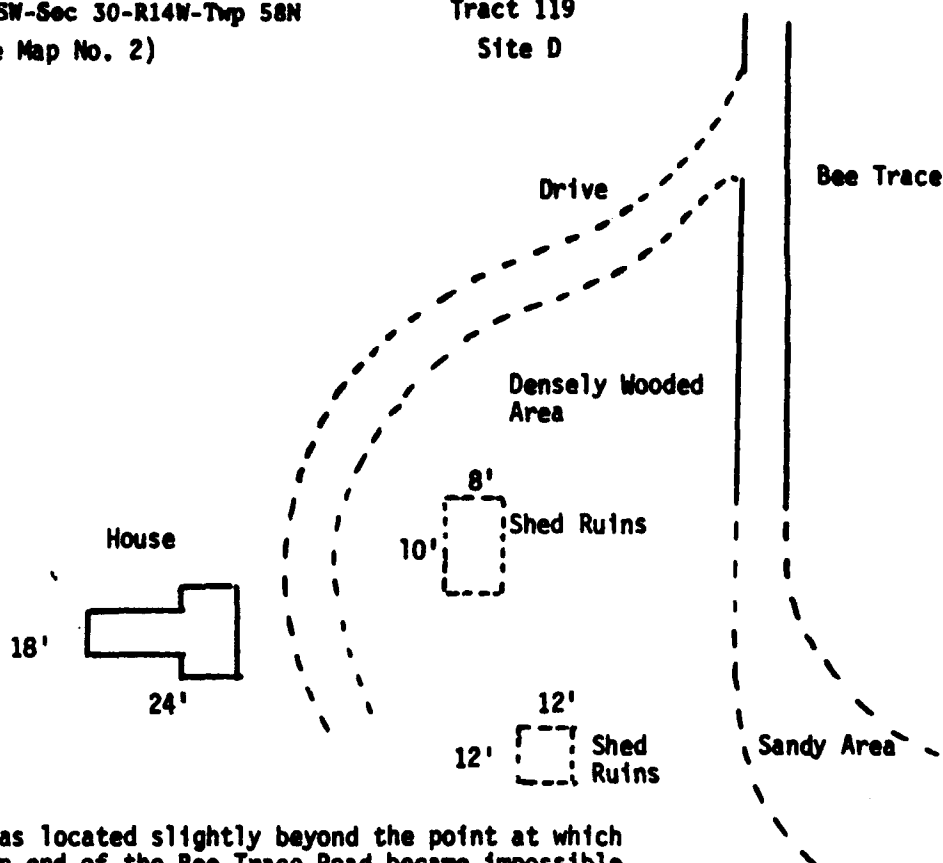 SW-Sec 30-R14W-Twp 58N
Tract 119
Map No. 2)
Site D
Bee Trace
Drive
Densely Wooded
Area
8'
Shed Ruins
10'
House
18'
24'
12'
12'
Shed
Ruins
Sandy Area
as located slightly beyond the point at which
end of the Bee Trace Road became impossible